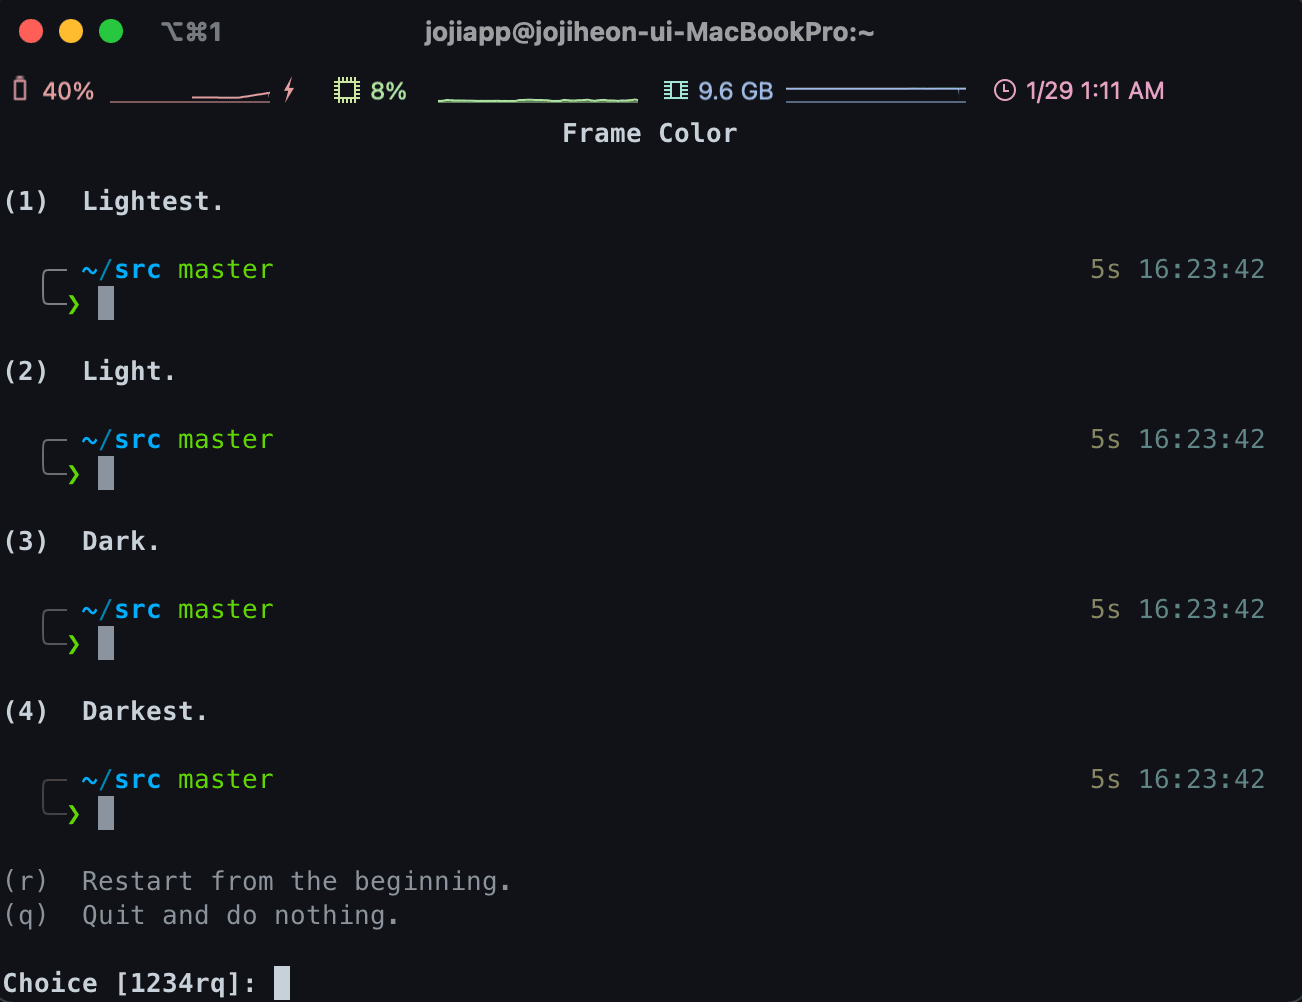 ⌥⌘1 jojiapp@jojiheon-ui-MacBookPro:~
40% 8% 9.6 GB 1/29 1:11 AM
Frame Color
(1) Lightest.
~/src master 5s 16:23:42
❯
(2) Light.
~/src master 5s 16:23:42
❯
(3) Dark.
~/src master 5s 16:23:42
❯
(4) Darkest.
~/src master 5s 16:23:42
❯
(r) Restart from the beginning.
(q) Quit and do nothing.
Choice [1234rq]: